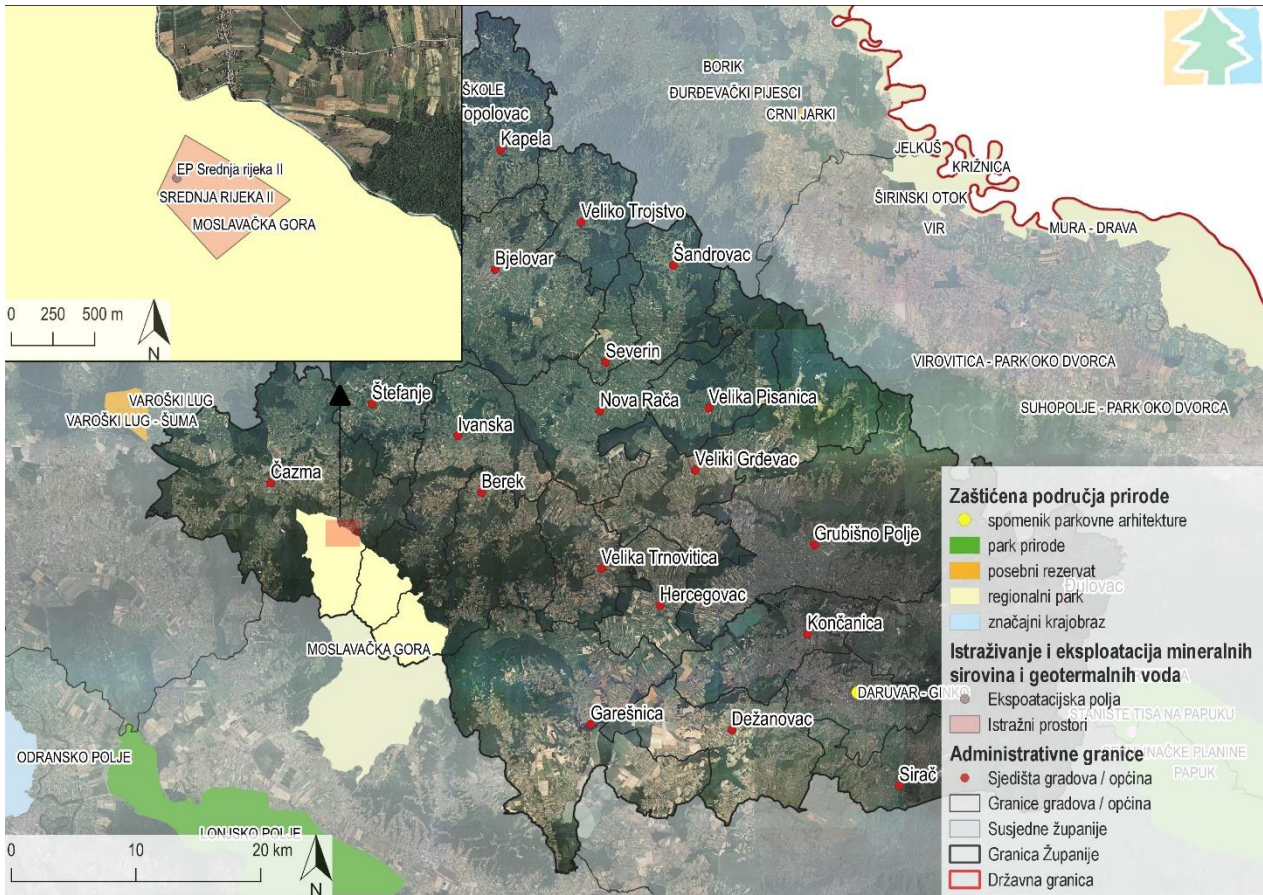 EP Srednja rijeka II
SREDNJA RIJEKA II
MOSLAVAČKA GORA
0 250 500 m
N
ŠKOLE
Topolovac
Kapela
BORIK
ĐURĐEVAČKI PIJESCI
CRNI JARKI
JELKUŠ
KRIŽNICA
ŠIRINSKI OTOK
VIR
MURA - DRAVA
Veliko Trojstvo
Bjelovar
Šandrovac
Severin
VIROVITICA - PARK OKO DVORCA
SUHOPOLJE - PARK OKO DVORCA
VAROŠKI LUG
VAROŠKI LUG - ŠUMA
Štefanje
Ivanska
Nova Rača
Velika Pisanica
Čazma
Berek
Veliki Grđevac
Grubišno Polje
Velika Trnovitica
Hercegovac
Končanica
MOSLAVAČKA GORA
DARUVAR - GINKO
Garešnica
Dežanovac
Sirač
ODRANSKO POLJE
LONJSKO POLJE
0 10 20 km
N
Zaštićena područja prirode
spomenik parkovne arhitekture
park prirode
posebni rezervat
regionalni park
značajni krajobraz
Đulovac
Istraživanje i eksploatacija mineralnih
sirovina i geotermalnih voda
Ekspoatacijska polja
Istražni prostori
STANIŠTE TISA NA PAPUKU
PAPUK
Administrativne granice
Sjedišta gradova / općina
Granice gradova / općina
Susjedne županije
Granica Županije
Državna granica